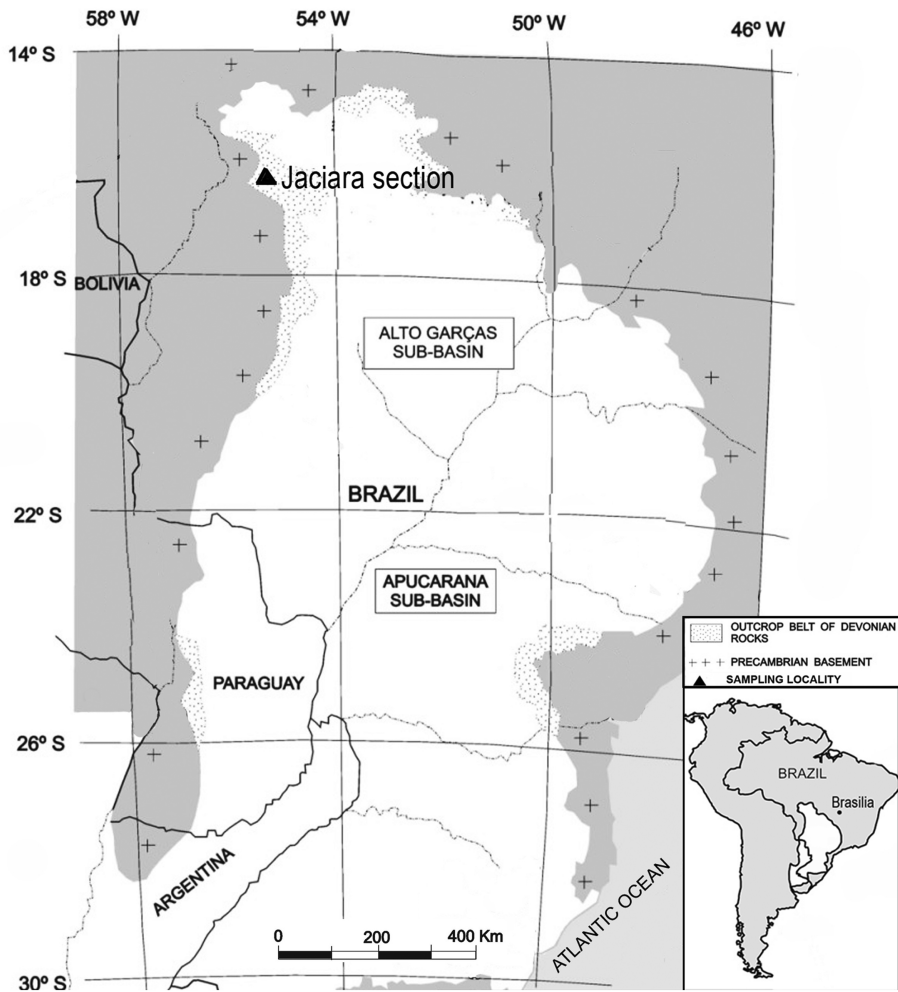 58º W
54º W
50º W
46º W
14º S
Jaciara section
18º S
BOLIVIA
ALTO GARÇAS
SUB-BASIN
BRAZIL
22º S
APUCARANA
SUB-BASIN
PARAGUAY
26º S
ARGENTINA
ATLANTIC OCEAN
0 200 400 Km
30º S
OUTCROP BELT OF DEVONIAN
ROCKS
PRECAMBRIAN BASEMENT
SAMPLING LOCALITY
BRAZIL
Brasilia